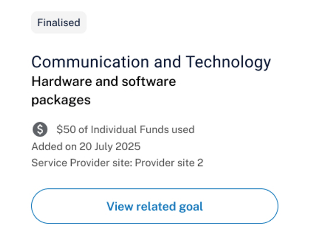 Finalised
Communication and Technology
Hardware and software
packages
$ $50 of Individual Funds used
Added on 20 July 2025
Service Provider site: Provider site 2
View related goal